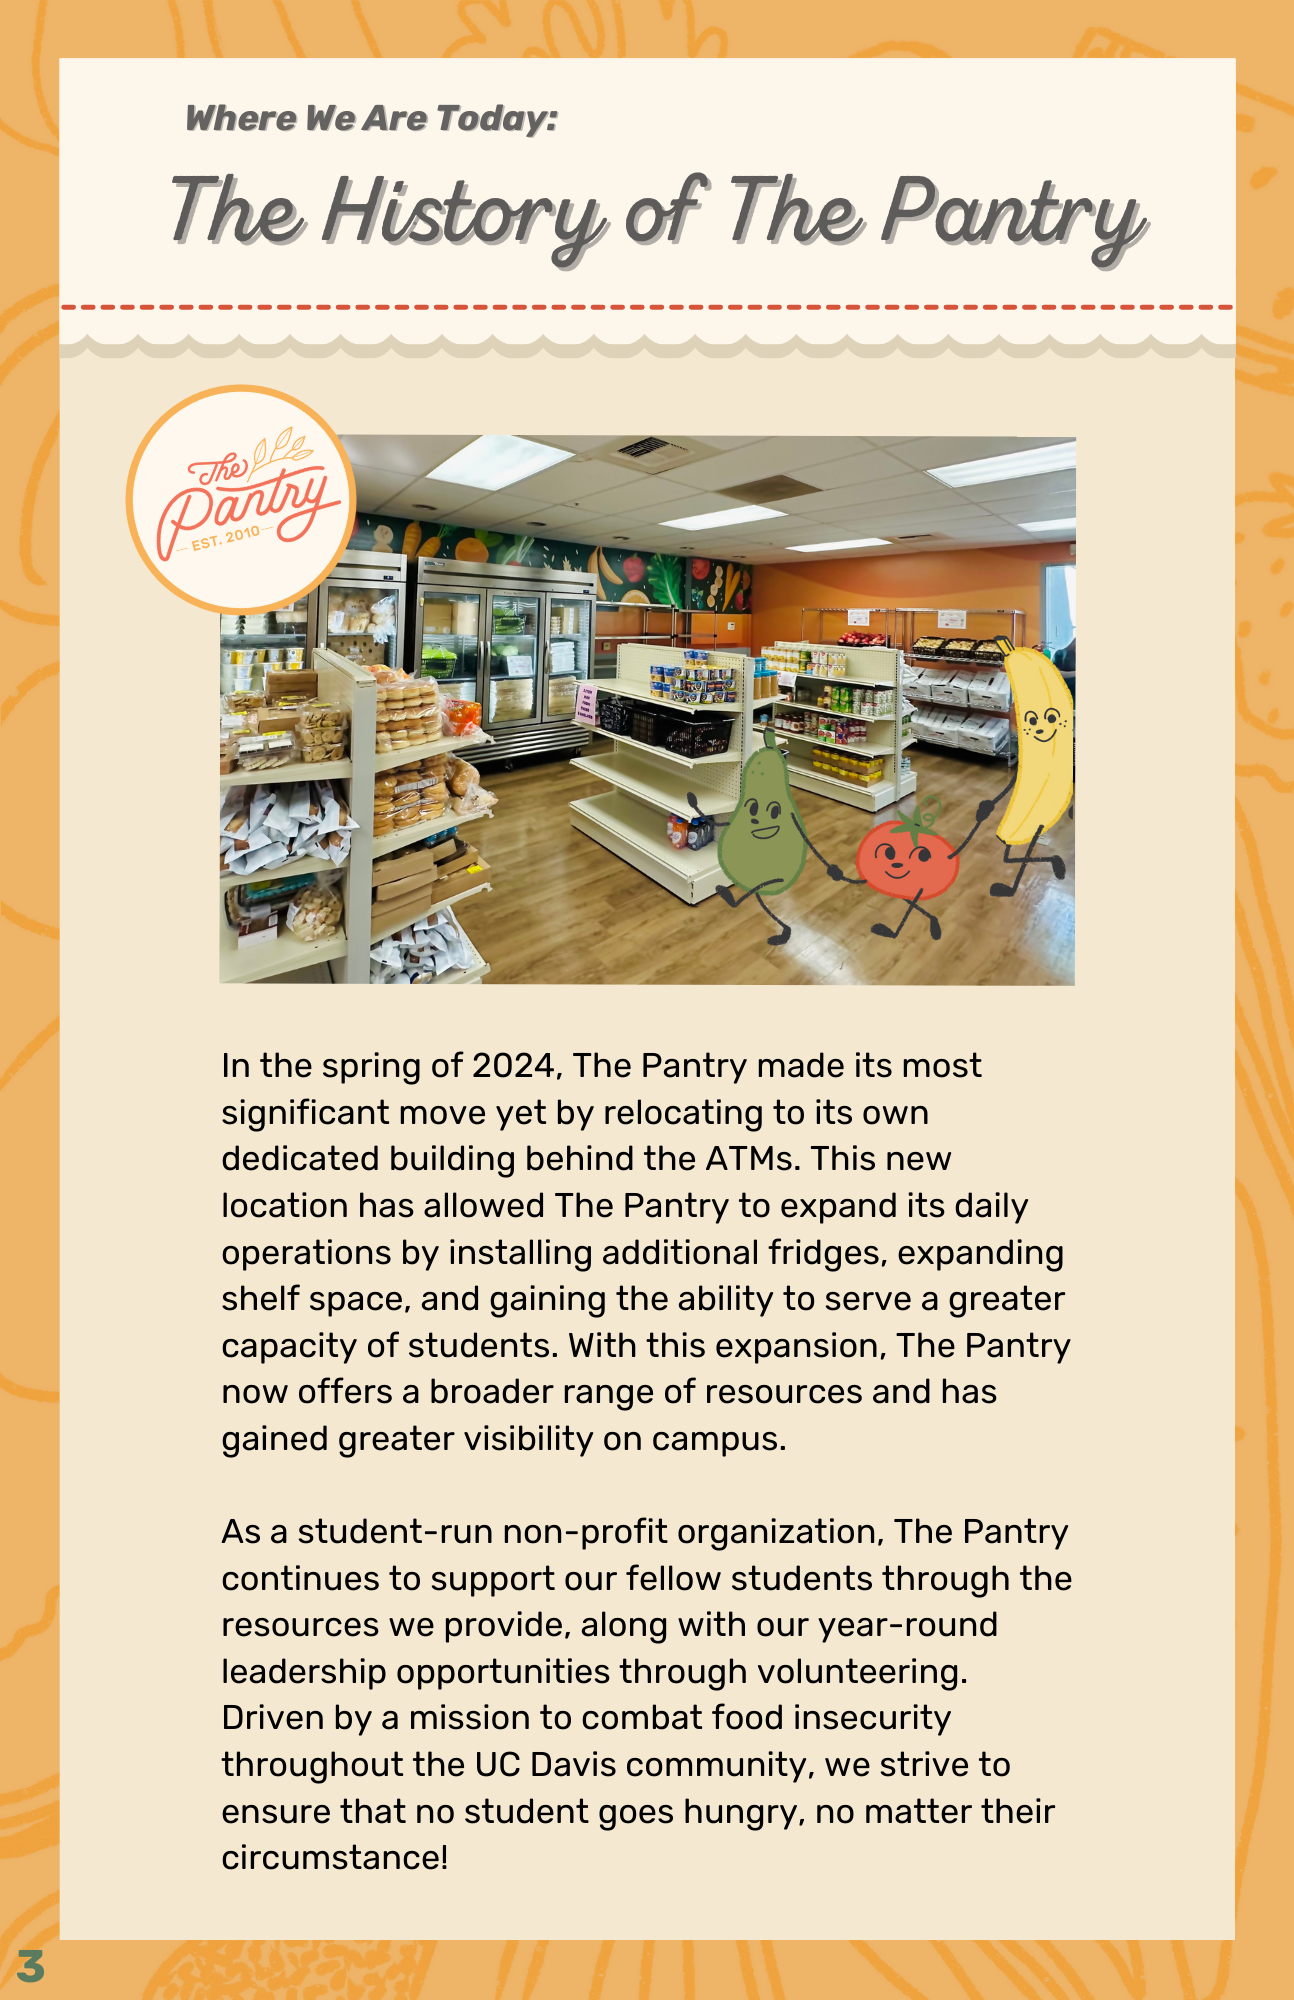 Where We Are Today:
The History of The Pantry
The
Pantry
EST. 2010
In the spring of 2024, The Pantry made its most
significant move yet by relocating to its own
dedicated building behind the ATMs. This new
location has allowed The Pantry to expand its daily
operations by installing additional fridges, expanding
shelf space, and gaining the ability to serve a greater
capacity of students. With this expansion, The Pantry
now offers a broader range of resources and has
gained greater visibility on campus.
As a student-run non-profit organization, The Pantry
continues to support our fellow students through the
resources we provide, along with our year-round
leadership opportunities through volunteering.
Driven by a mission to combat food insecurity
throughout the UC Davis community, we strive to
ensure that no student goes hungry, no matter their
circumstance!
3